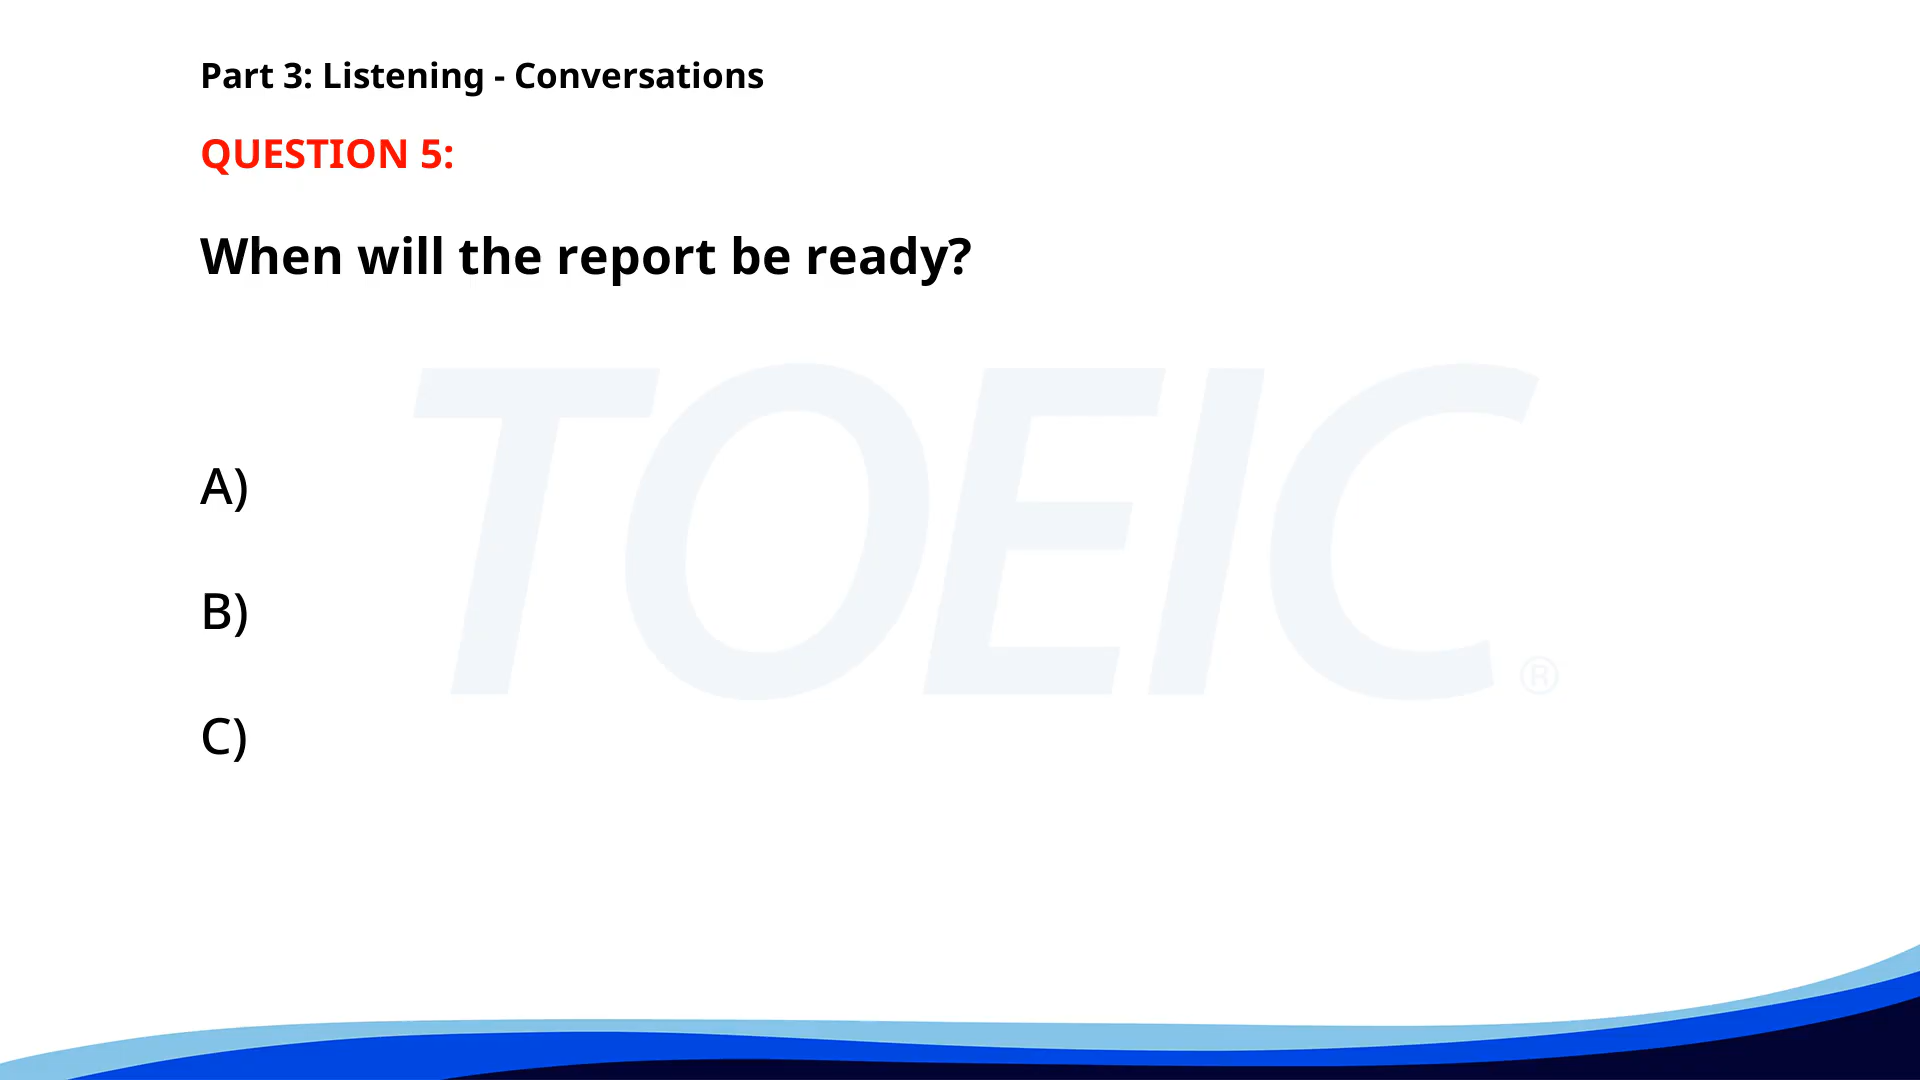 Part 3: Listening - Conversations
QUESTION 5:
When will the report be ready?
TOEIC®
A)
B)
C)